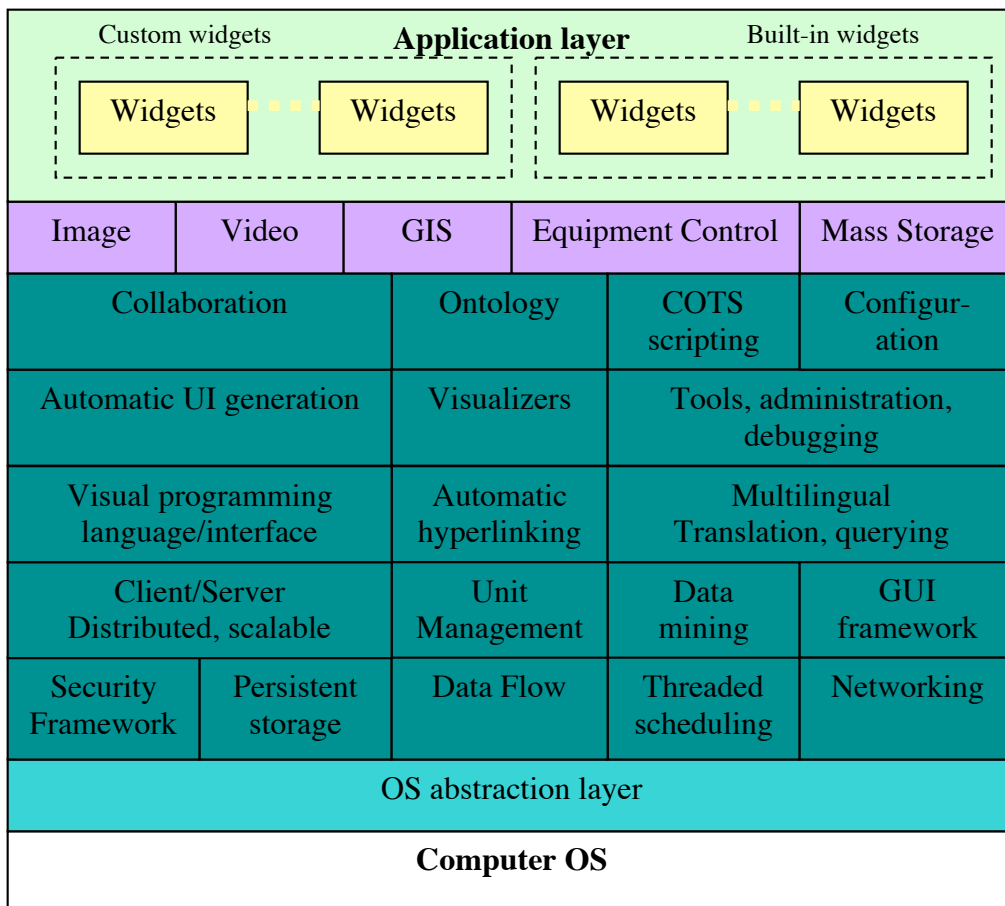 Custom widgets
Application layer
Built-in widgets
Widgets
Widgets
Widgets
Widgets
Image
Video
GIS
Equipment Control
Mass Storage
Collaboration
Ontology
COTS
scripting
Configur-
ation
Automatic UI generation
Visualizers
Tools, administration,
debugging
Visual programming
language/interface
Automatic
hyperlinking
Multilingual
Translation, querying
Client/Server
Distributed, scalable
Unit
Management
Data
mining
GUI
framework
Security
Framework
Persistent
storage
Data Flow
Threaded
scheduling
Networking
OS abstraction layer
Computer OS